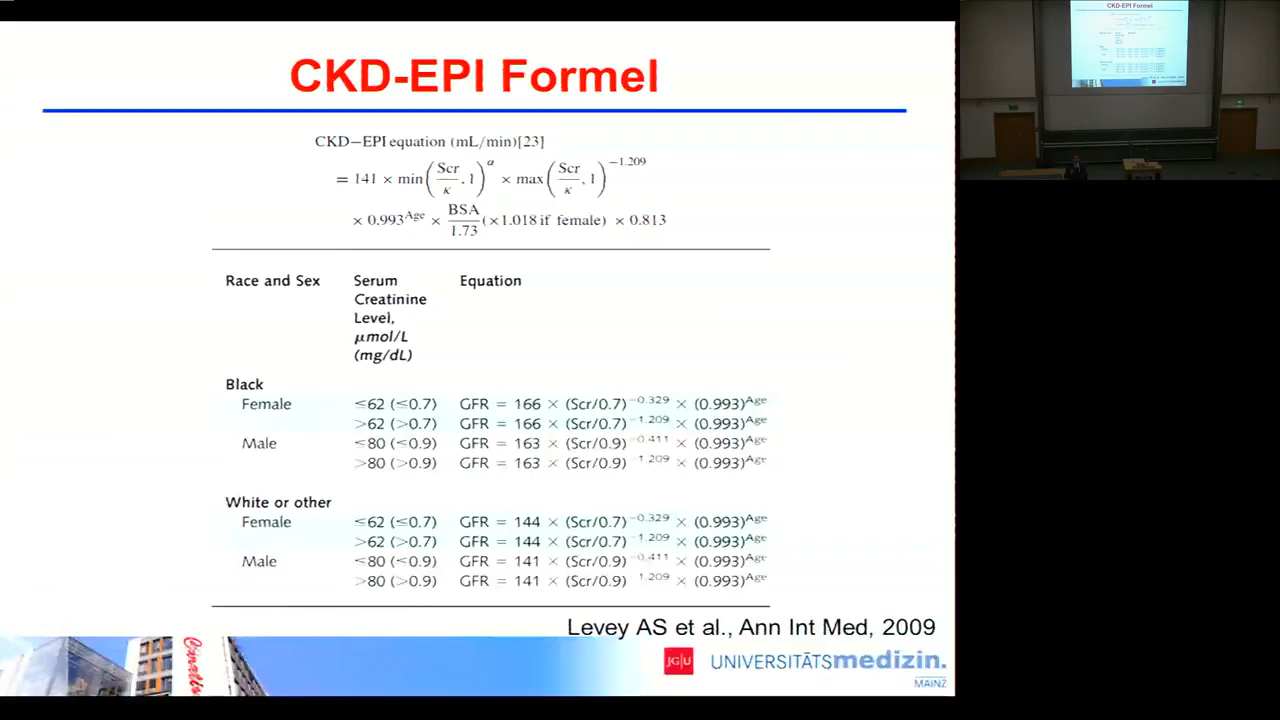 CKD-EPI Formel
CKD–EPI equation (mL/min)[23]
= 141 × min(Scr/κ, 1)^α × max(Scr/κ, 1)^−1.209
× 0.993^Age × BSA/1.73 (×1.018 if female) × 0.813
Race and Sex Serum Creatinine Level, μmol/L (mg/dL) Equation
Black
Female ≤62 (≤0.7) GFR = 166 × (Scr/0.7)^−0.329 × (0.993)^Age
>62 (>0.7) GFR = 166 × (Scr/0.7)^−1.209 × (0.993)^Age
Male ≤80 (≤0.9) GFR = 163 × (Scr/0.9)^−0.411 × (0.993)^Age
>80 (>0.9) GFR = 163 × (Scr/0.9)^−1.209 × (0.993)^Age
White or other
Female ≤62 (≤0.7) GFR = 144 × (Scr/0.7)^−0.329 × (0.993)^Age
>62 (>0.7) GFR = 144 × (Scr/0.7)^−1.209 × (0.993)^Age
Male ≤80 (≤0.9) GFR = 141 × (Scr/0.9)^−0.411 × (0.993)^Age
>80 (>0.9) GFR = 141 × (Scr/0.9)^−1.209 × (0.993)^Age
Levey AS et al., Ann Int Med, 2009
JG|U UNIVERSITÄTSmedizin.
MAINZ
CKD-EPI Formel